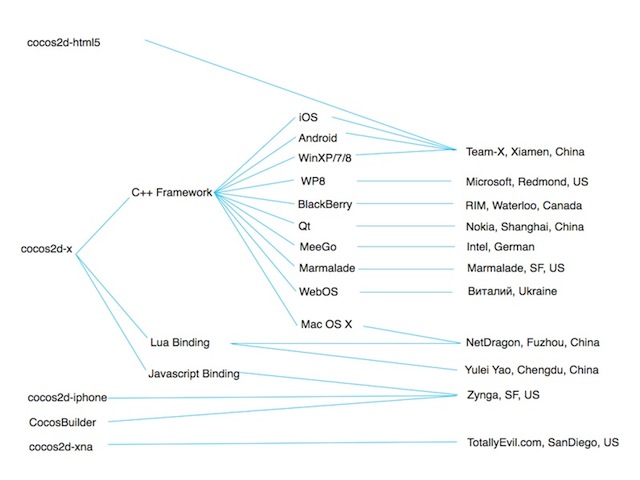 cocos2d-html5
iOS
Android
WinXP/7/8
Team-X, Xiamen, China
WP8
Microsoft, Redmond, US
C++ Framework
BlackBerry
RIM, Waterloo, Canada
Qt
Nokia, Shanghai, China
cocos2d-x
MeeGo
Intel, German
Marmalade
Marmalade, SF, US
WebOS
Виталий, Ukraine
Mac OS X
Lua Binding
NetDragon, Fuzhou, China
Yulei Yao, Chengdu, China
Javascript Binding
cocos2d-iphone
Zynga, SF, US
CocosBuilder
cocos2d-xna
TotallyEvil.com, SanDiego, US